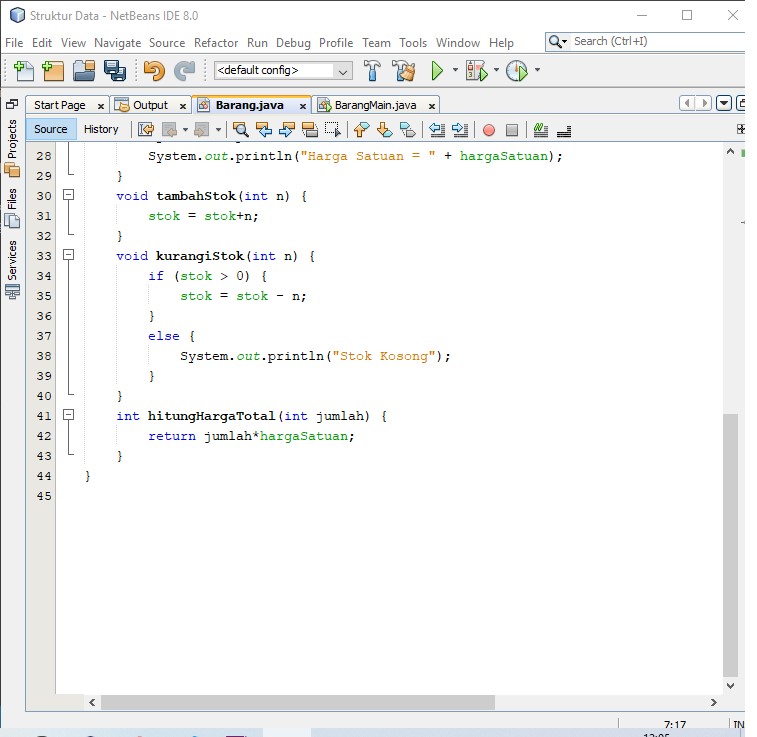 Struktur Data - NetBeans IDE 8.0
File Edit View Navigate Source Refactor Run Debug Profile Team Tools Window Help
Search (Ctrl+I)
<default config>
Start Page x Output x Barang.java x BarangMain.java x
Source History
Projects
Files
Services
28 System.out.println("Harga Satuan = " + hargaSatuan);
29 }
30 void tambahStok(int n) {
31 stok = stok+n;
32 }
33 void kurangiStok(int n) {
34 if (stok > 0) {
35 stok = stok - n;
36 }
37 else {
38 System.out.println("Stok Kosong");
39 }
40 }
41 int hitungHargaTotal(int jumlah) {
42 return jumlah*hargaSatuan;
43 }
44 }
45
7:17 IN